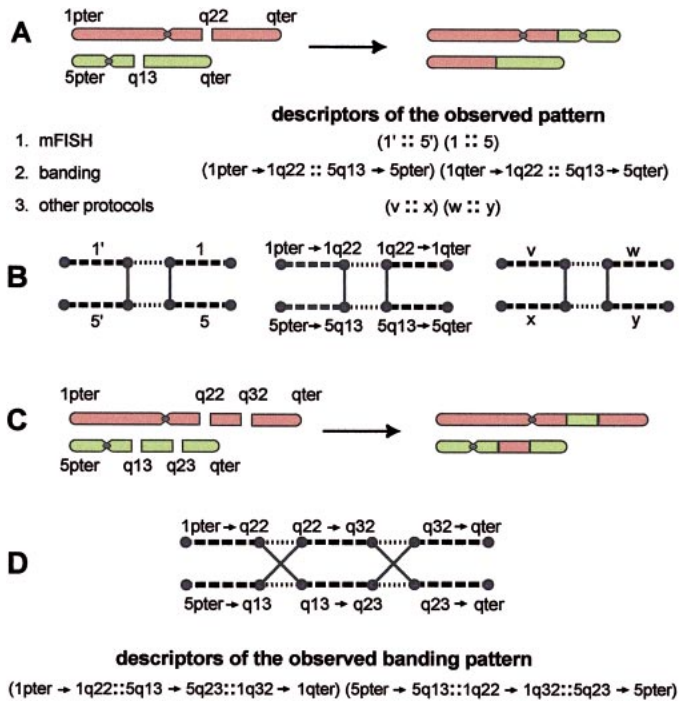 A
1pter q22 qter
5pter q13 qter
descriptors of the observed pattern
1. mFISH (1' :: 5') (1 :: 5)
2. banding (1pter → 1q22 :: 5q13 → 5pter) (1qter → 1q22 :: 5q13 → 5qter)
3. other protocols (v :: x) (w :: y)
B
1' 1 1pter → 1q22 1q22 → 1qter v w
5' 5 5pter → 5q13 5q13 → 5qter x y
C
1pter q22 q32 qter
5pter q13 q23 qter
D
1pter → q22 q22 → q32 q32 → qter
5pter → q13 q13 → q23 q23 → qter
descriptors of the observed banding pattern
(1pter → 1q22::5q13 → 5q23::1q32 → 1qter) (5pter → 5q13::1q22 → 1q32::5q23 → 5pter)